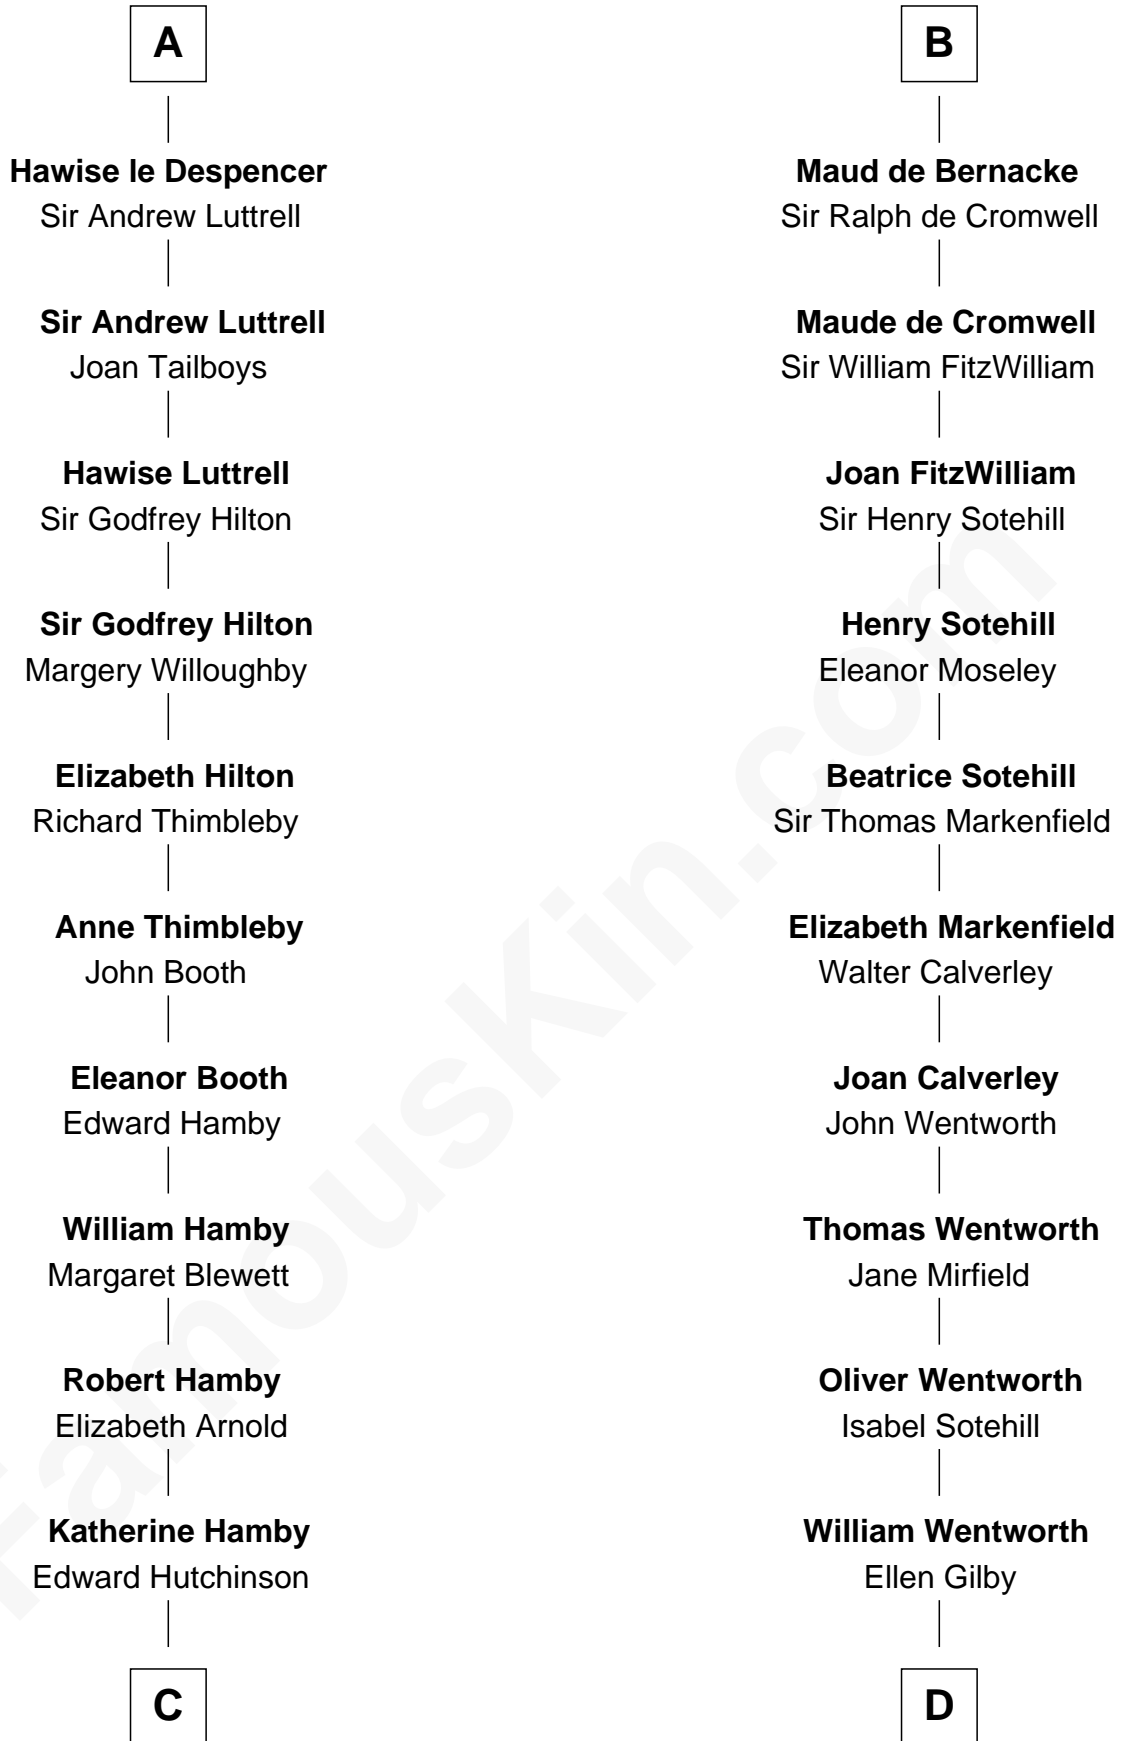 A
Hawise le Despencer
Sir Andrew Luttrell
Sir Andrew Luttrell
Joan Tailboys
Hawise Luttrell
Sir Godfrey Hilton
Sir Godfrey Hilton
Margery Willoughby
Elizabeth Hilton
Richard Thimbleby
Anne Thimbleby
John Booth
Eleanor Booth
Edward Hamby
William Hamby
Margaret Blewett
Robert Hamby
Elizabeth Arnold
Katherine Hamby
Edward Hutchinson
C
B
Maud de Bernacke
Sir Ralph de Cromwell
Maude de Cromwell
Sir William FitzWilliam
Joan FitzWilliam
Sir Henry Sotehill
Henry Sotehill
Eleanor Moseley
Beatrice Sotehill
Sir Thomas Markenfield
Elizabeth Markenfield
Walter Calverley
Joan Calverley
John Wentworth
Thomas Wentworth
Jane Mirfield
Oliver Wentworth
Isabel Sotehill
William Wentworth
Ellen Gilby
D
FamousKin.com